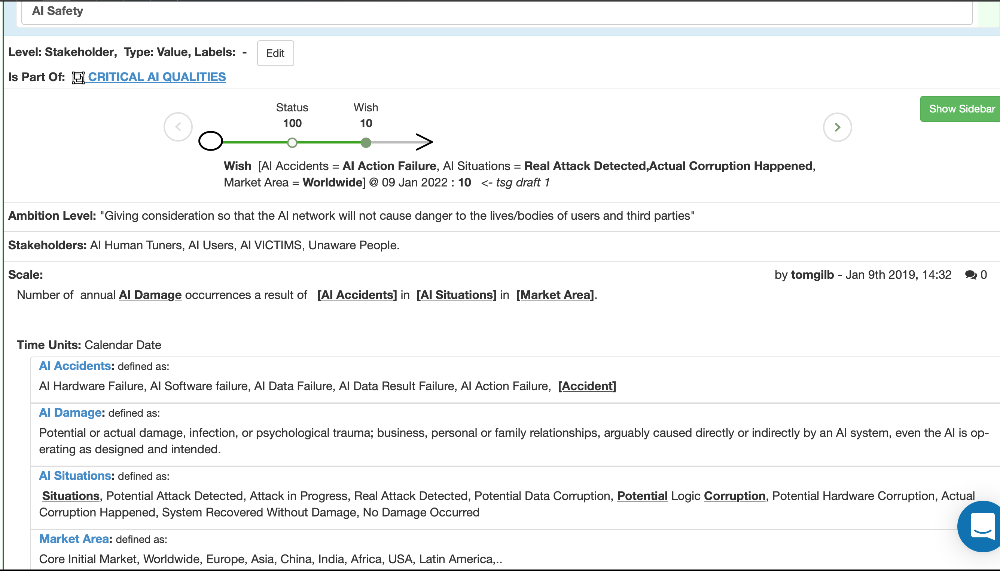 AI Safety
Level: Stakeholder, Type: Value, Labels: - Edit
Is Part Of: CRITICAL AI QUALITIES
Show Sidebar
Status Wish
100 10
Wish [AI Accidents = AI Action Failure, AI Situations = Real Attack Detected,Actual Corruption Happened,
Market Area = Worldwide] @ 09 Jan 2022 : 10 <- tsg draft 1
Ambition Level: "Giving consideration so that the AI network will not cause danger to the lives/bodies of users and third parties"
Stakeholders: AI Human Tuners, AI Users, AI VICTIMS, Unaware People.
Scale: by tomgilb - Jan 9th 2019, 14:32 0
Number of annual AI Damage occurrences a result of [AI Accidents] in [AI Situations] in [Market Area].
Time Units: Calendar Date
AI Accidents: defined as:
AI Hardware Failure, AI Software failure, AI Data Failure, AI Data Result Failure, AI Action Failure, [Accident]
AI Damage: defined as:
Potential or actual damage, infection, or psychological trauma; business, personal or family relationships, arguably caused directly or indirectly by an AI system, even the AI is op-
erating as designed and intended.
AI Situations: defined as:
Situations, Potential Attack Detected, Attack in Progress, Real Attack Detected, Potential Data Corruption, Potential Logic Corruption, Potential Hardware Corruption, Actual
Corruption Happened, System Recovered Without Damage, No Damage Occurred
Market Area: defined as:
Core Initial Market, Worldwide, Europe, Asia, China, India, Africa, USA, Latin America,..